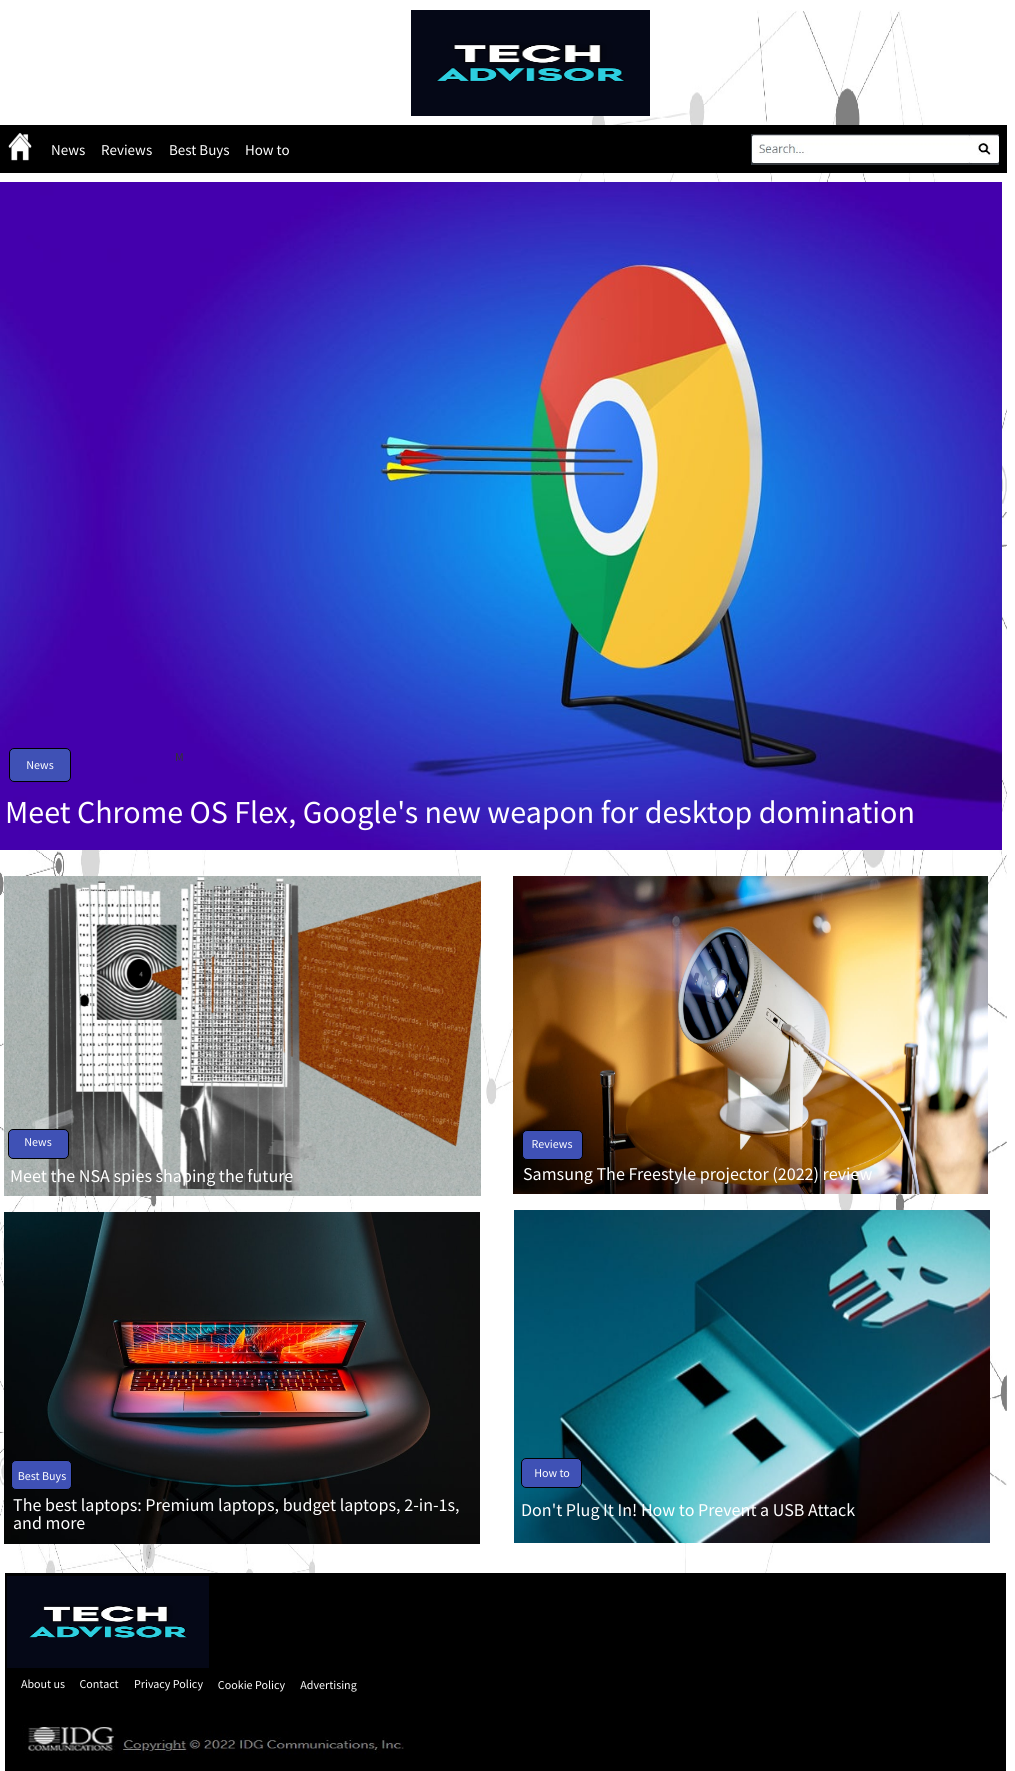 TECH
ADVISOR
News Reviews Best Buys How to
Search...
News
Meet Chrome OS Flex, Google's new weapon for desktop domination
News
Meet the NSA spies shaping the future
Reviews
Samsung The Freestyle projector (2022) review
Best Buys
The best laptops: Premium laptops, budget laptops, 2-in-1s,
and more
How to
Don't Plug It In! How to Prevent a USB Attack
TECH
ADVISOR
About us Contact Privacy Policy Cookie Policy Advertising
IDG
COMMUNICATIONS
Copyright © 2022 IDG Communications, Inc.